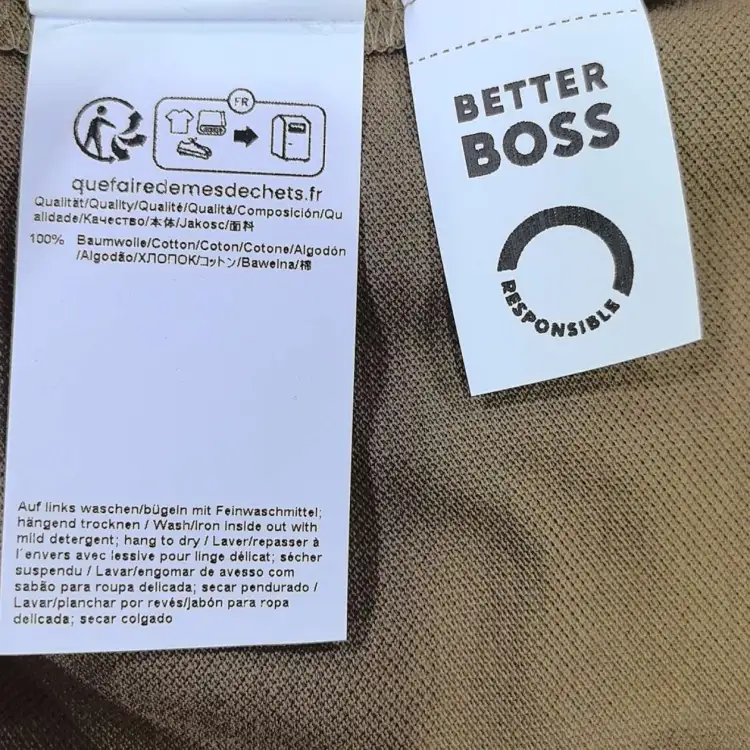 FR
quefairedemesdechets.fr
Qualität/Quality/Qualité/Qualità/Composición/Qu
alidade/Качество/本体/Jakosc/面料
100% Baumwolle/Cotton/Coton/Cotone/Algodón
/Algodão/ХЛОПОК/コットン/Bawelna/棉
Auf links waschen/bügeln mit Feinwaschmittel;
hängend trocknen / Wash/Iron inside out with
mild detergent; hang to dry / Laver/repasser à
l´envers avec lessive pour linge délicat; sécher
suspendu / Lavar/engomar de avesso com
sabão para roupa delicada; secar pendurado /
Lavar/planchar por revés/jabón para ropa
delicada; secar colgado
BETTER
BOSS
RESPONSIBLE